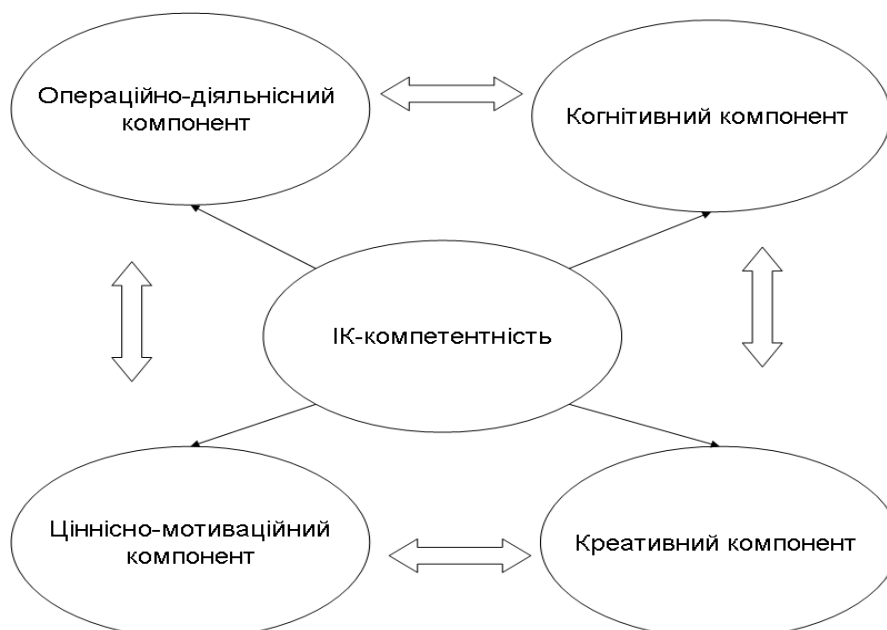 Операційно-діяльнісний
компонент
Когнітивний компонент
ІК-компетентність
Ціннісно-мотиваційний
компонент
Креативний компонент